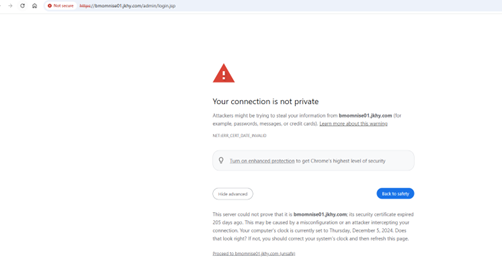 Not secure https://bmomnise01.jkhy.com/admin/login.jsp
Your connection is not private
Attackers might be trying to steal your information from bmomnise01.jkhy.com (for
example, passwords, messages, or credit cards). Learn more about this warning
NET::ERR_CERT_DATE_INVALID
Turn on enhanced protection to get Chrome's highest level of security
Hide advanced
Back to safety
This server could not prove that it is bmomnise01.jkhy.com; its security certificate expired
205 days ago. This may be caused by a misconfiguration or an attacker intercepting your
connection. Your computer's clock is currently set to Thursday, December 5, 2024. Does
that look right? If not, you should correct your system's clock and then refresh this page.
Proceed to bmomnise01.jkhy.com (unsafe)